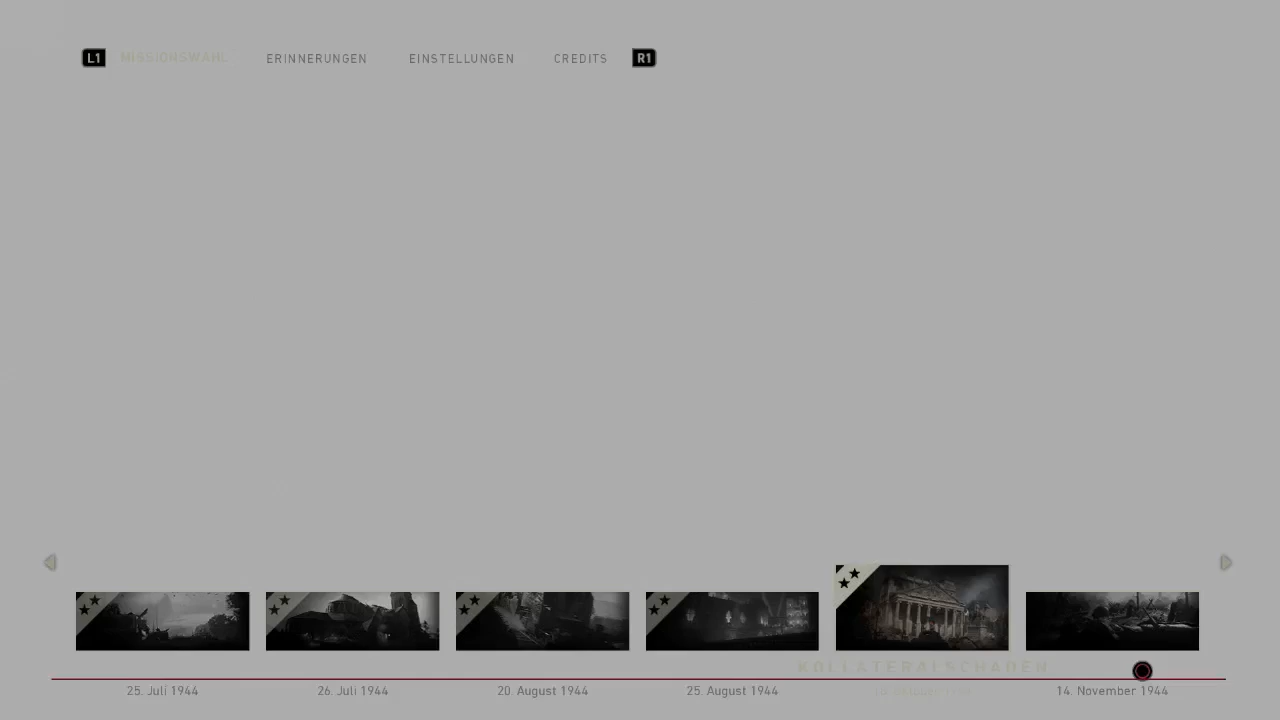 L1 MISSIONSWAHL ERINNERUNGEN EINSTELLUNGEN CREDITS R1
KOLLATERALSCHADEN
25. Juli 1944 26. Juli 1944 20. August 1944 25. August 1944 14. November 1944